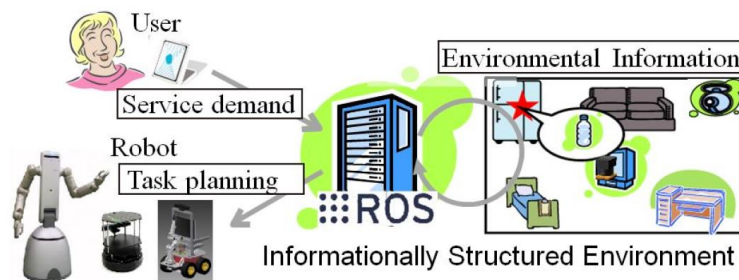 User
Service demand
Robot
Task planning
ROS
Environmental Information
Informationally Structured Environment